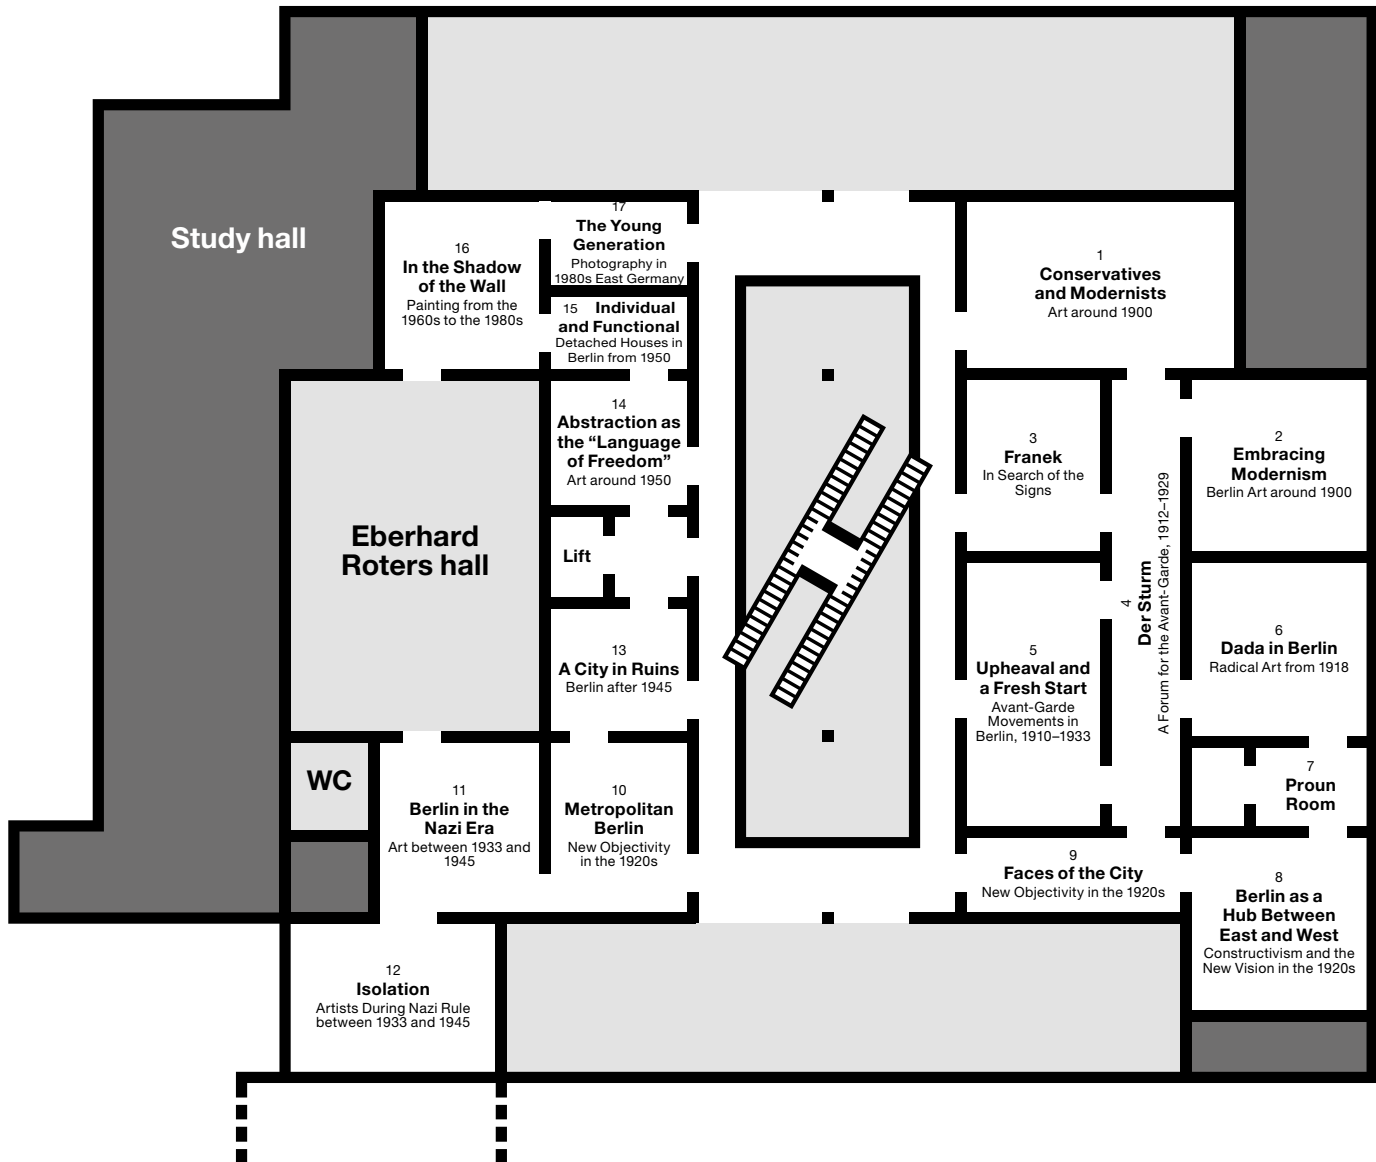 Study hall
17
The Young
Generation
Photography in
1980s East Germany
16
In the Shadow
of the Wall
Painting from the
1960s to the 1980s
15 Individual
and Functional
Detached Houses in
Berlin from 1950
1
Conservatives
and Modernists
Art around 1900
14
Abstraction as
the “Language
of Freedom”
Art around 1950
3
Franek
In Search of the
Signs
2
Embracing
Modernism
Berlin Art around 1900
Eberhard
Roters hall
Lift
4
Der Sturm
A Forum for the Avant-Garde, 1912–1929
13
A City in Ruins
Berlin after 1945
5
Upheaval and
a Fresh Start
Avant-Garde
Movements in
Berlin, 1910–1933
6
Dada in Berlin
Radical Art from 1918
WC
7
Proun
Room
11
Berlin in the
Nazi Era
Art between 1933 and
1945
10
Metropolitan
Berlin
New Objectivity
in the 1920s
9
Faces of the City
New Objectivity in the 1920s
8
Berlin as a
Hub Between
East and West
Constructivism and the
New Vision in the 1920s
12
Isolation
Artists During Nazi Rule
between 1933 and 1945